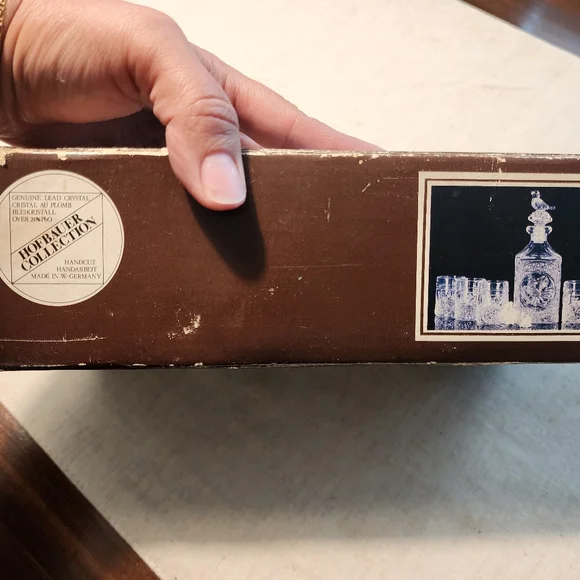 GENUINE LEAD CRYSTAL
CRISTAL AU PLOMB
BLEIKRISTALL
OVER 24%PbO
HOFBAUER
COLLECTION
HANDCUT
HANDARBEIT
MADE IN W-GERMANY